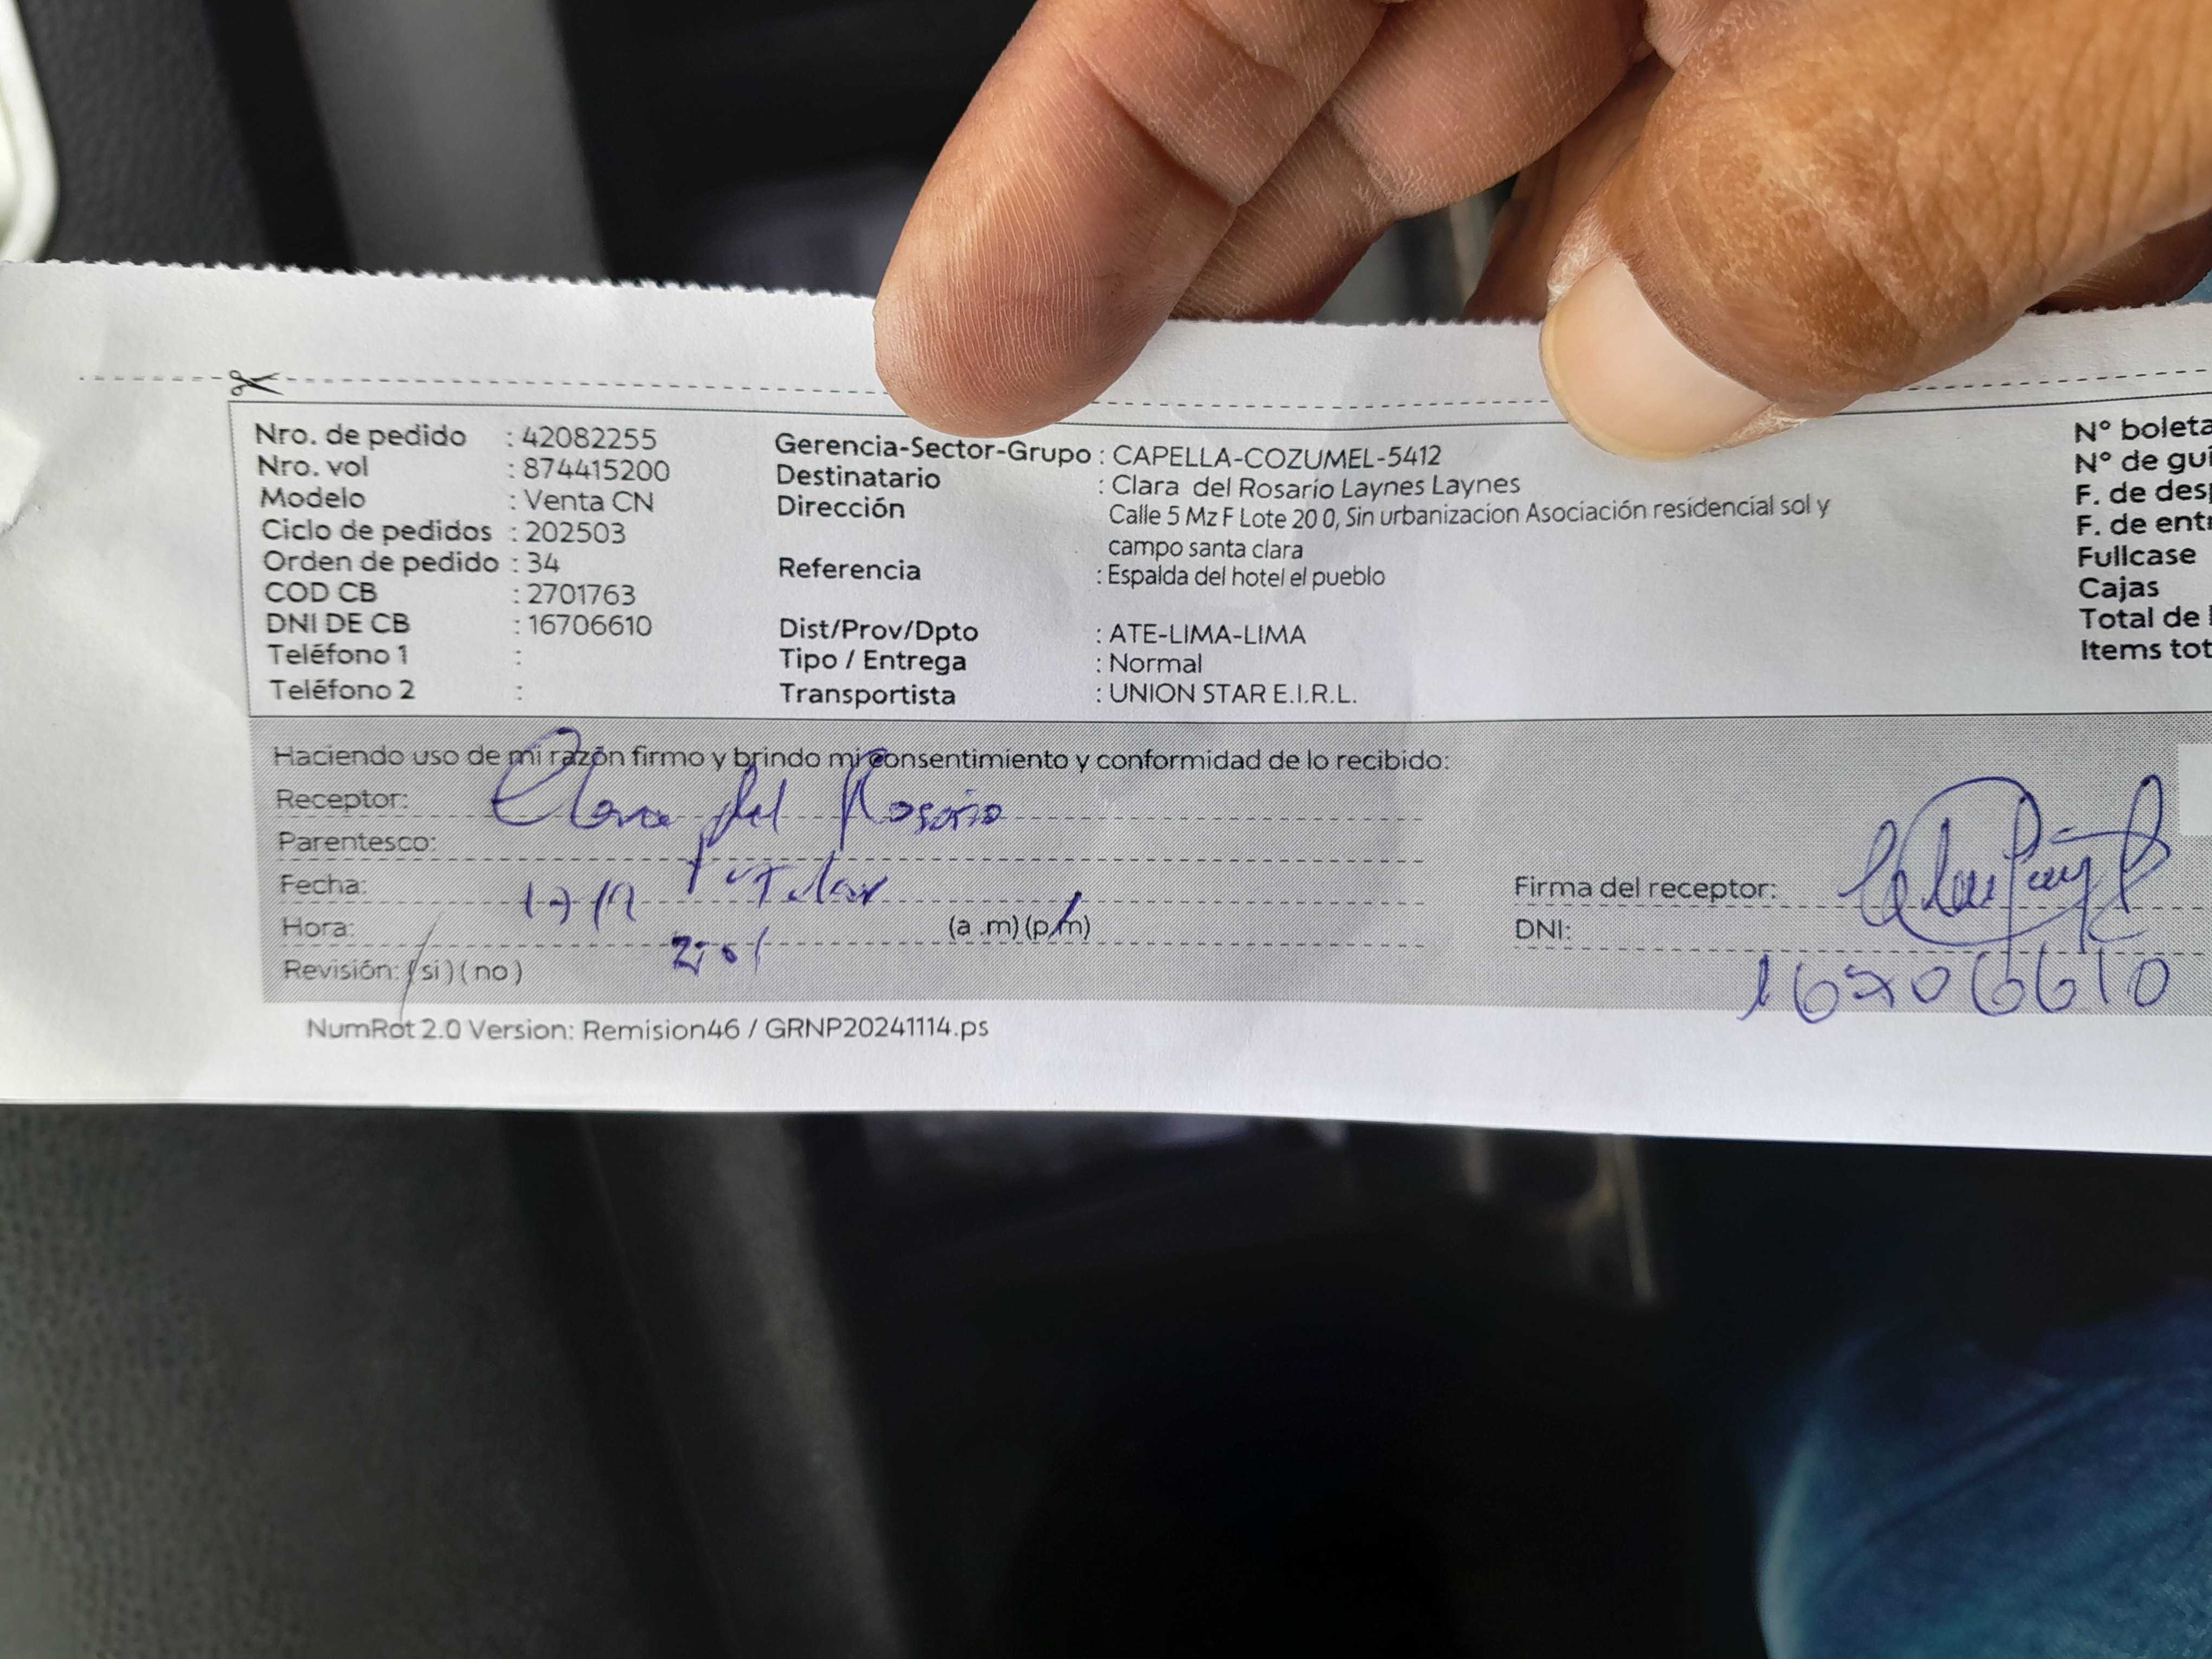 Nro. de pedido : 42082255
Nro. vol : 874415200
Modelo : Venta CN
Ciclo de pedidos : 202503
Orden de pedido : 34
COD CB : 2701763
DNI DE CB : 16706610
Teléfono 1 :
Teléfono 2 :
Gerencia-Sector-Grupo : CAPELLA-COZUMEL-5412
Destinatario : Clara del Rosario Laynes Laynes
Dirección Calle 5 Mz F Lote 20 0, Sin urbanizacion Asociación residencial sol y
campo santa clara
Referencia : Espalda del hotel el pueblo
Dist/Prov/Dpto : ATE-LIMA-LIMA
Tipo / Entrega : Normal
Transportista : UNION STAR E.I.R.L.
N° boleta
N° de gui
F. de des
F. de ent
Fullcase
Cajas
Total de
Items tot
Haciendo uso de mi razón firmo y brindo mi consentimiento y conformidad de lo recibido:
Receptor: Clara del Rosario
Parentesco: Titular
Fecha:
Hora: (a .m) (p.m)
Revisión: (si) (no)
Firma del receptor:
DNI: 16706610
NumRot 2.0 Version: Remision46 / GRNP20241114.ps